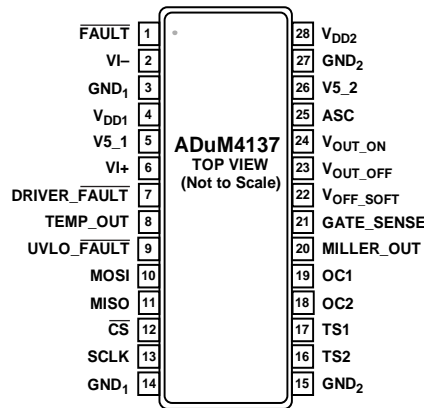 FAULT 1
VI– 2
GND1 3
VDD1 4
V5_1 5
VI+ 6
DRIVER_FAULT 7
TEMP_OUT 8
UVLO_FAULT 9
MOSI 10
MISO 11
CS 12
SCLK 13
GND1 14
ADuM4137
TOP VIEW
(Not to Scale)
28 VDD2
27 GND2
26 V5_2
25 ASC
24 VOUT_ON
23 VOUT_OFF
22 VOFF_SOFT
21 GATE_SENSE
20 MILLER_OUT
19 OC1
18 OC2
17 TS1
16 TS2
15 GND2